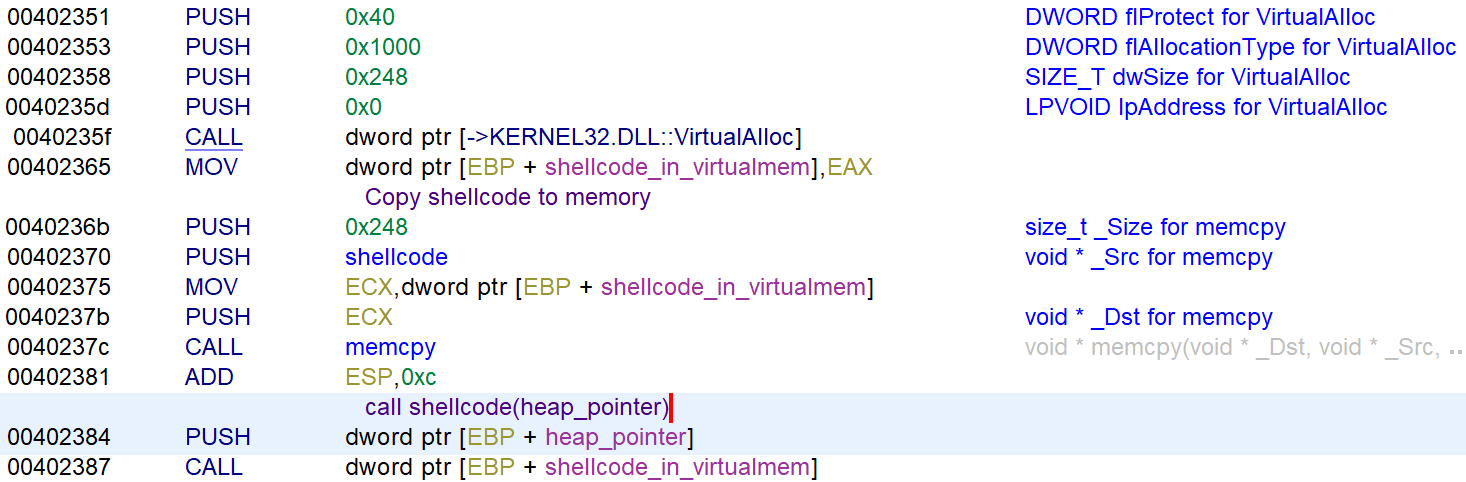 00402351 PUSH 0x40 DWORD flProtect for VirtualAlloc
00402353 PUSH 0x1000 DWORD flAllocationType for VirtualAlloc
00402358 PUSH 0x248 SIZE_T dwSize for VirtualAlloc
0040235d PUSH 0x0 LPVOID lpAddress for VirtualAlloc
0040235f CALL dword ptr [->KERNEL32.DLL::VirtualAlloc]
00402365 MOV dword ptr [EBP + shellcode_in_virtualmem],EAX
Copy shellcode to memory
0040236b PUSH 0x248 size_t _Size for memcpy
00402370 PUSH shellcode void * _Src for memcpy
00402375 MOV ECX,dword ptr [EBP + shellcode_in_virtualmem]
0040237b PUSH ECX void * _Dst for memcpy
0040237c CALL memcpy void * memcpy(void * _Dst, void * _Src, ..
00402381 ADD ESP,0xc
call shellcode(heap_pointer)
00402384 PUSH dword ptr [EBP + heap_pointer]
00402387 CALL dword ptr [EBP + shellcode_in_virtualmem]